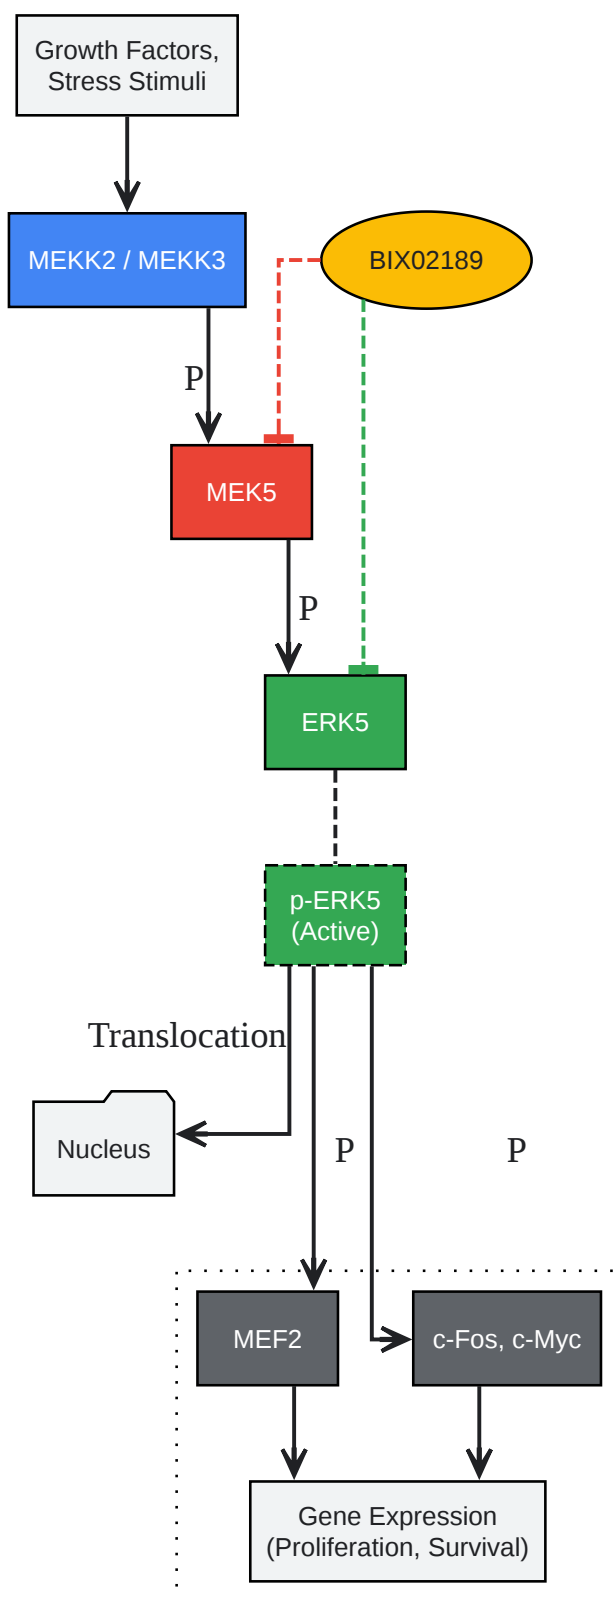 Growth Factors,
Stress Stimuli
MEKK2 / MEKK3
BIX02189
P
MEK5
P
ERK5
p-ERK5
(Active)
Translocation
Nucleus
P
P
MEF2
c-Fos, c-Myc
Gene Expression
(Proliferation, Survival)